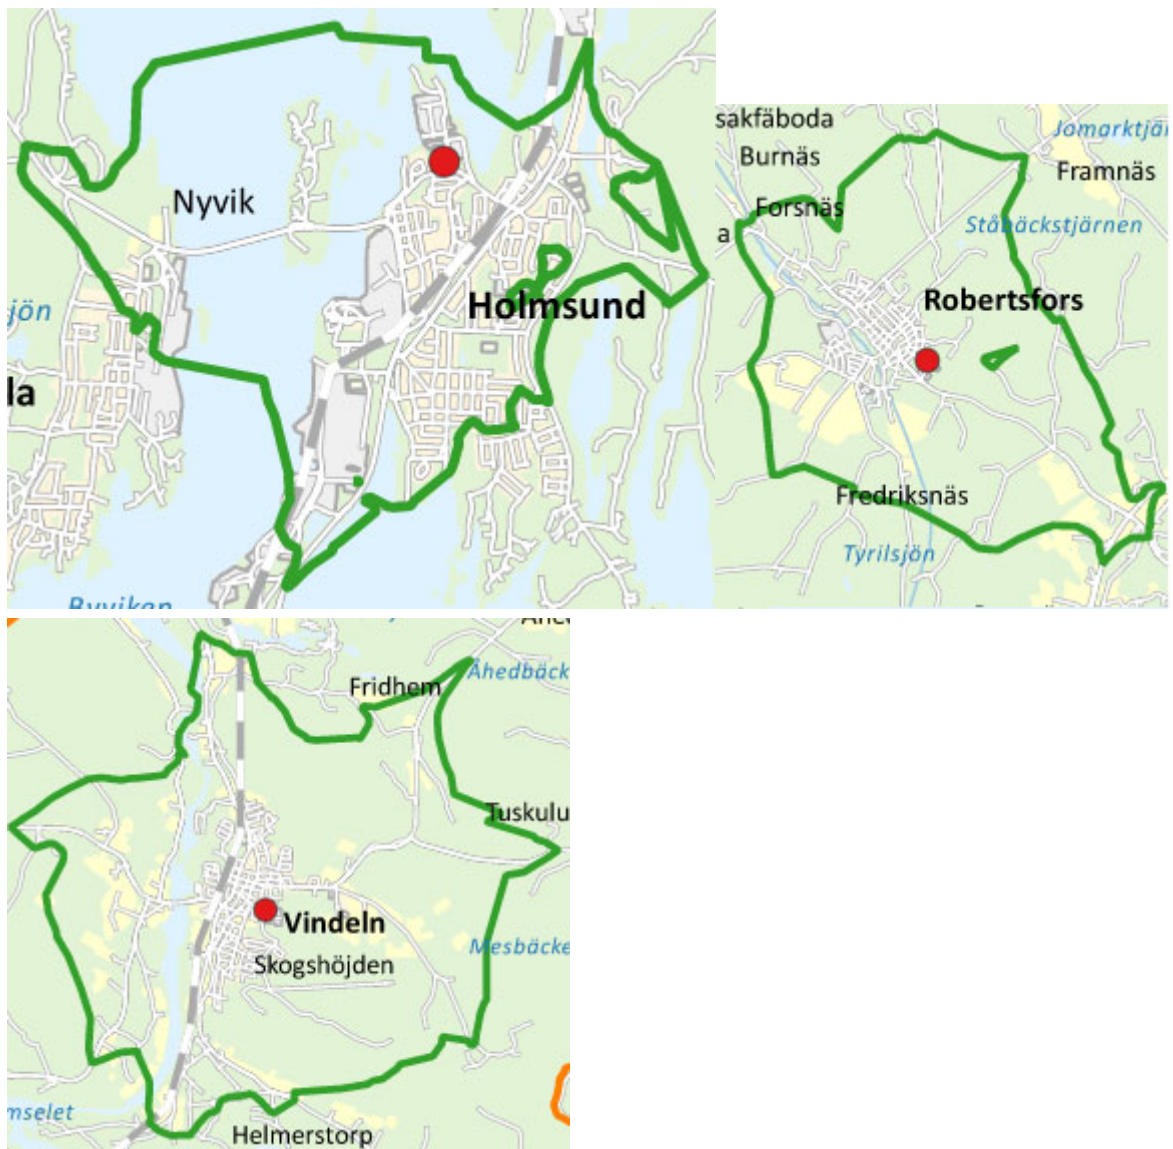 Nyvik
jön
Holmsund
la
Byviken
sakfäboda
Jomarktjär
Burnäs
Framnäs
Forsnäs
Ståbäckstjärnen
a
Robertsfors
Fredriksnäs
Tyrilsjön
Fridhem
Åhedbäck
Tuskulu
Vindeln
Mesbäcke
Skogshöjden
mselet
Helmerstorp